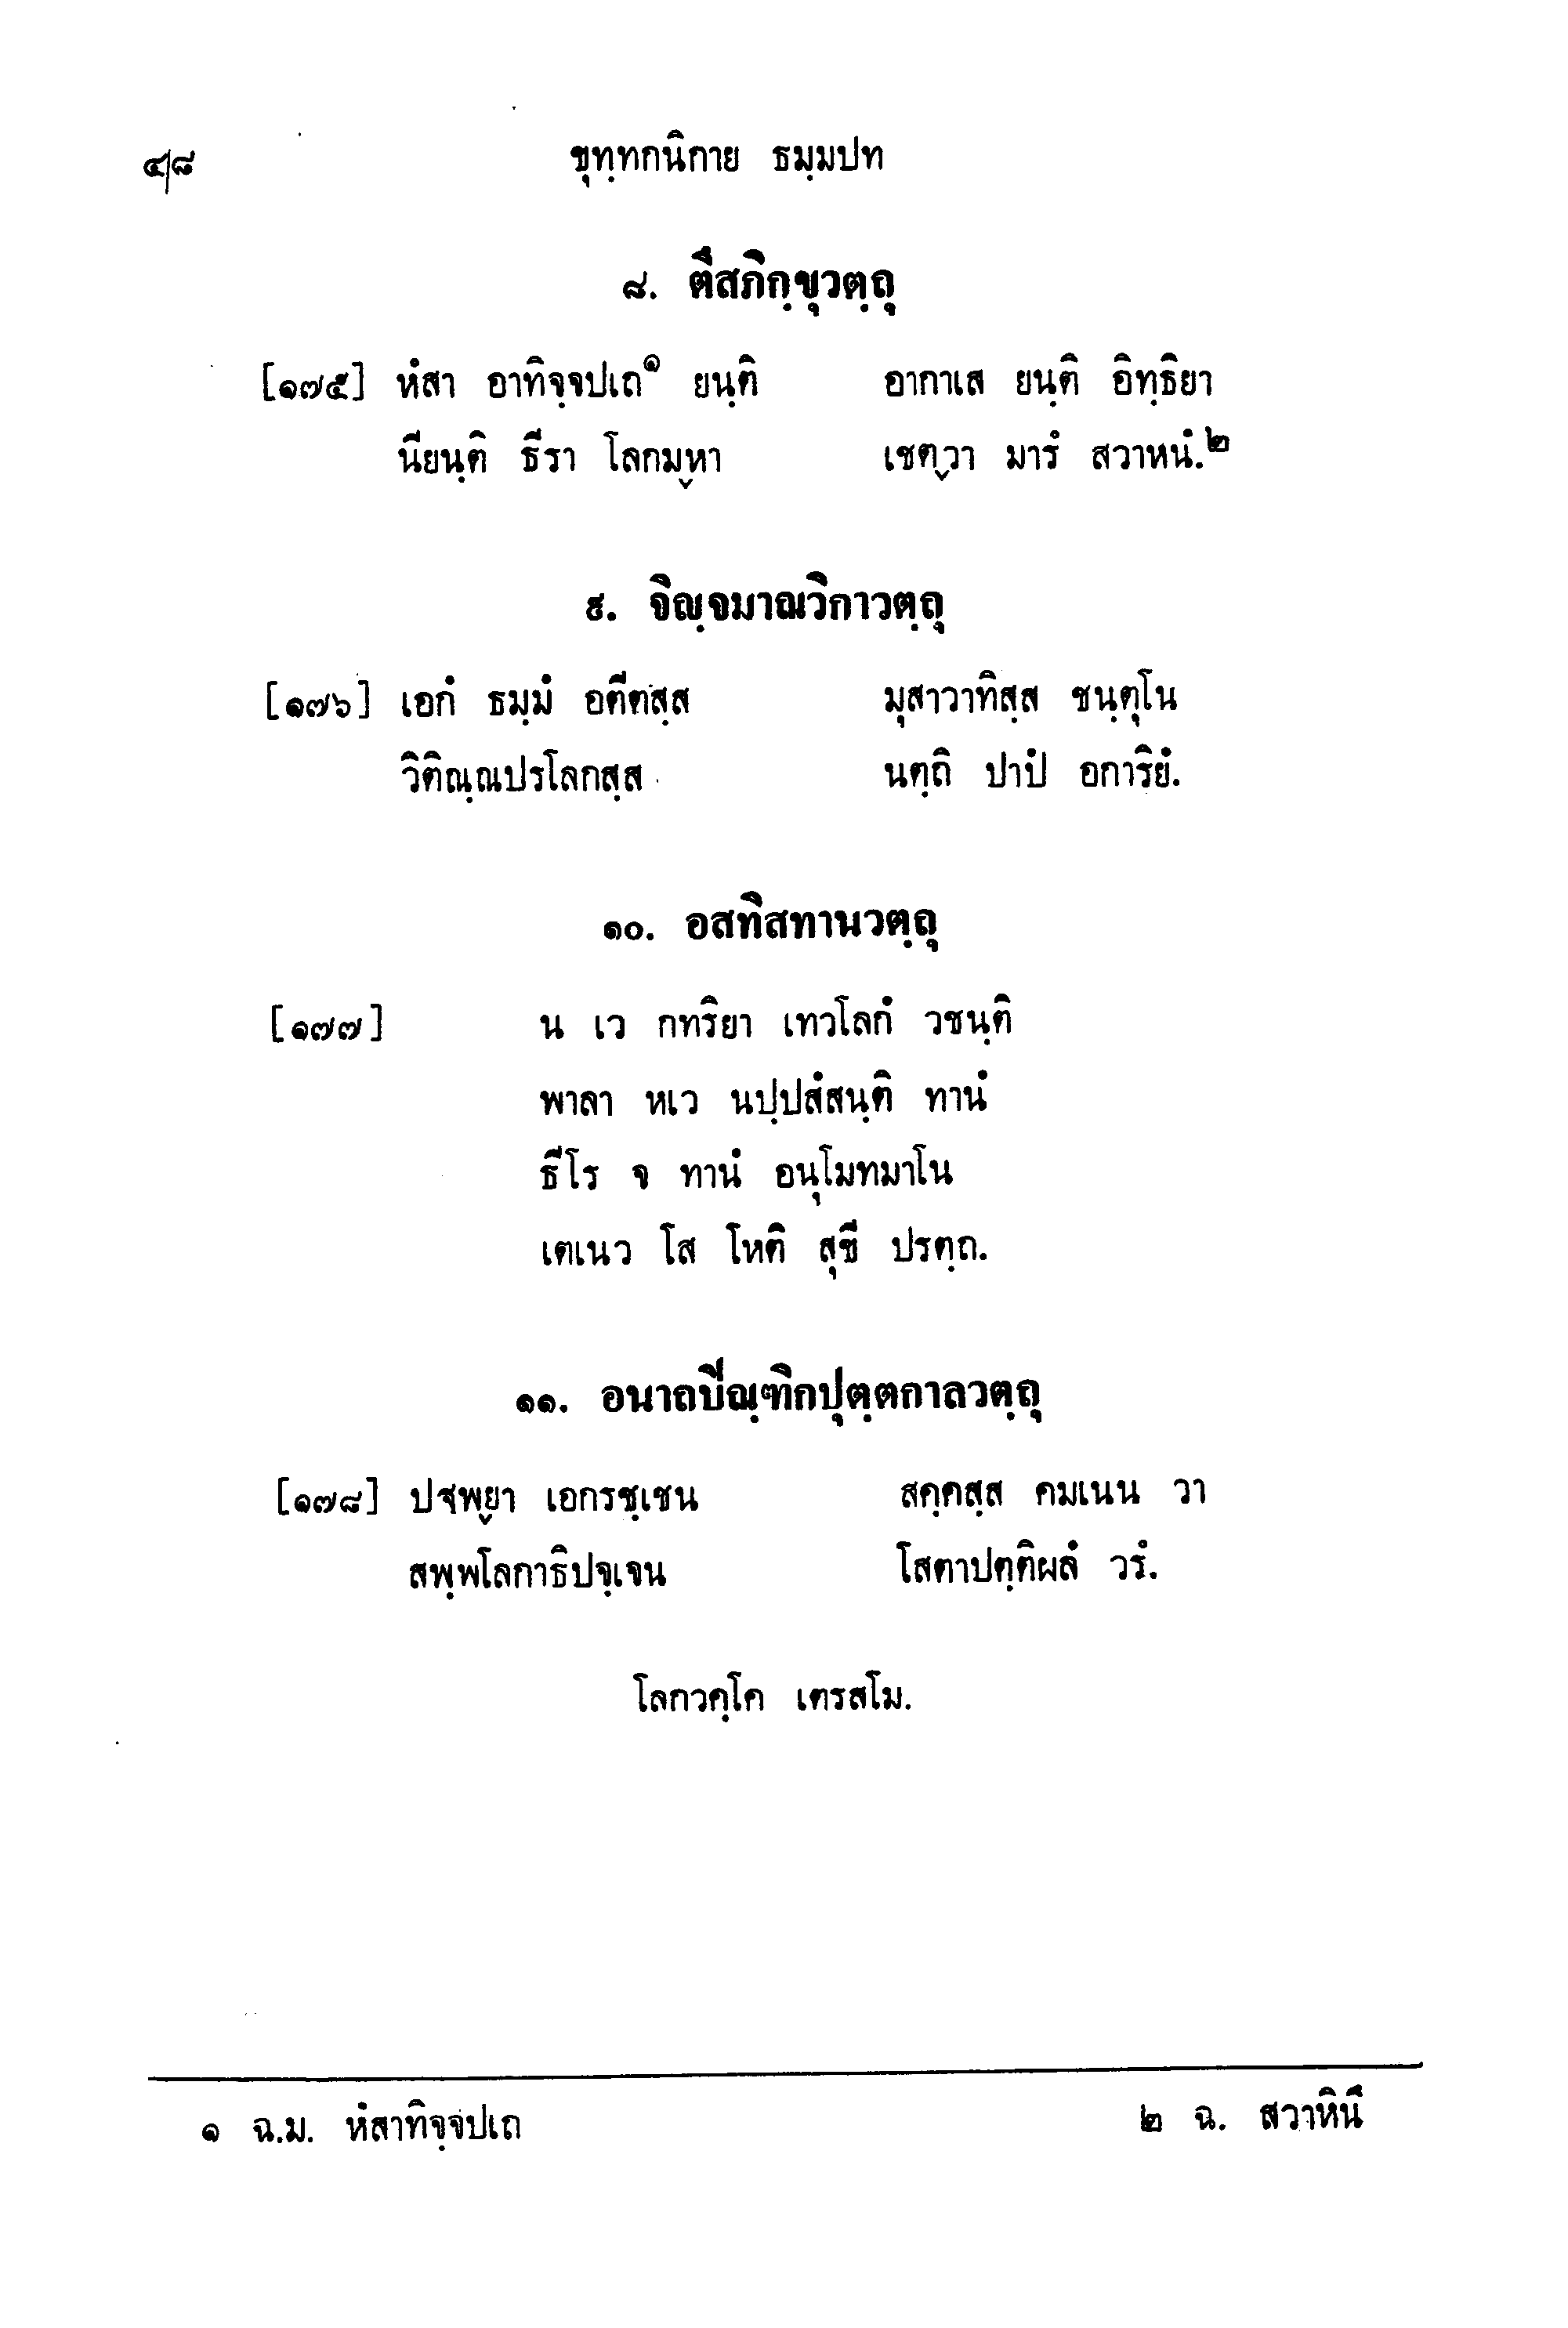 ๔๘ ขุทฺทกนิกาย ธมฺมปท
๘. ตึสภิกฺขุวตฺถุ
[๑๗๕] หํสา อาทิจฺจปเถ๑ ยนฺติ อากาเส ยนฺติ อิทฺธิยา
นียนฺติ ธีรา โลกมฺหา เชตฺวา มารํ สวาหนํ.๒
๙. จิญฺจมาณวิกาวตฺถุ
[๑๗๖] เอกํ ธมฺมํ อตีตสฺส มุสาวาทิสฺส ชนฺตุโน
วิติณฺณปรโลกสฺส นตฺถิ ปาปํ อการิยํ.
๑๐. อสทิสทานวตฺถุ
[๑๗๗] น เว กทริยา เทวโลกํ วชนฺติ
พาลา หเว นปฺปสํสนฺติ ทานํ
ธีโร จ ทานํ อนุโมทมาโน
เตเนว โส โหติ สุขี ปรตฺถ.
๑๑. อนาถปิณฺฑิกปุตฺตกาลวตฺถุ
[๑๗๘] ปฐพฺยา เอกรชฺเชน สคฺคสฺส คมเนน วา
สพฺพโลกาธิปจฺเจน โสตาปตฺติผลํ วรํ.
โลกวคฺโค เตรสโม.
๑ ฉ.ม. หํสาทิจฺจปเถ ๒ ฉ. สวาหินึ